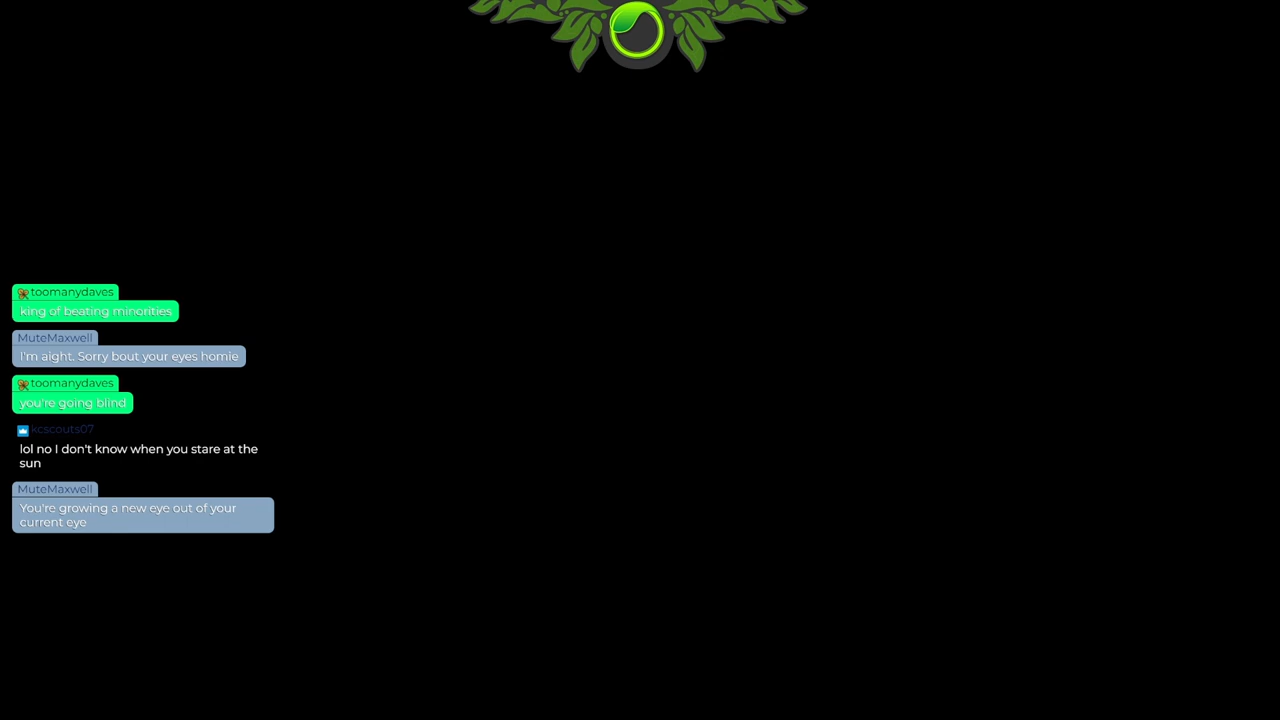 toomanydaves
king of beating minorities
MuteMaxwell
I'm aight. Sorry bout your eyes homie
toomanydaves
you're going blind
kcscouts07
lol no I don't know when you stare at the
sun
MuteMaxwell
You're growing a new eye out of your
current eye